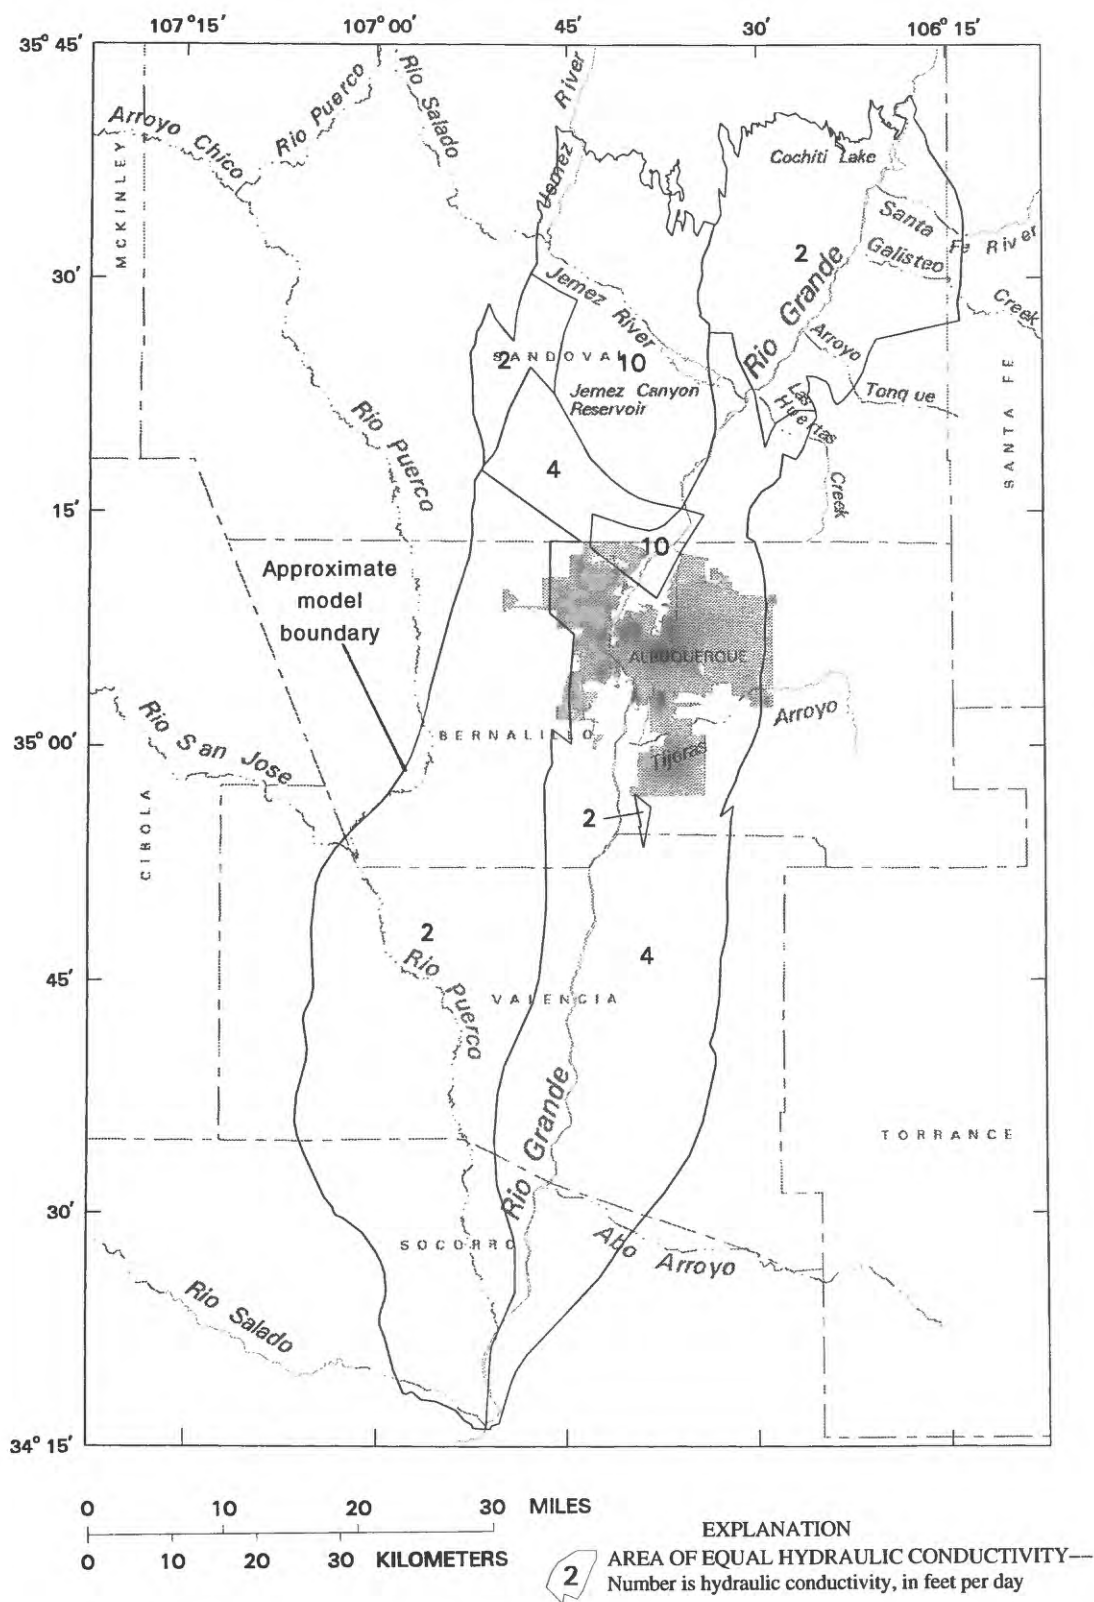 107°15′ 107°00′ 45′ 30′ 106°15′
35°45′
River
Rio Puerco
Rio Salado
Arroyo Chico
MCKINLEY
Jemez
Cochiti Lake
Santa Fe River
2
Galisteo Creek
30′
Jemez River
Rio Grande
Arroyo Tonque
2
SANDOVAL
10
Jemez Canyon
Reservoir
Las Huertas Creek
SANTA FE
Rio Puerco
4
15′
10
Approximate
model
boundary
ALBUQUERQUE
Rio San Jose
35°00′
BERNALILLO
Tijeras Arroyo
CIBOLA
2
2
4
Rio Puerco
45′
VALENCIA
Rio Grande
TORRANCE
30′
SOCORRO
Abo Arroyo
Rio Salado
34°15′
0 10 20 30 MILES
0 10 20 30 KILOMETERS
EXPLANATION
2 AREA OF EQUAL HYDRAULIC CONDUCTIVITY––
Number is hydraulic conductivity, in feet per day